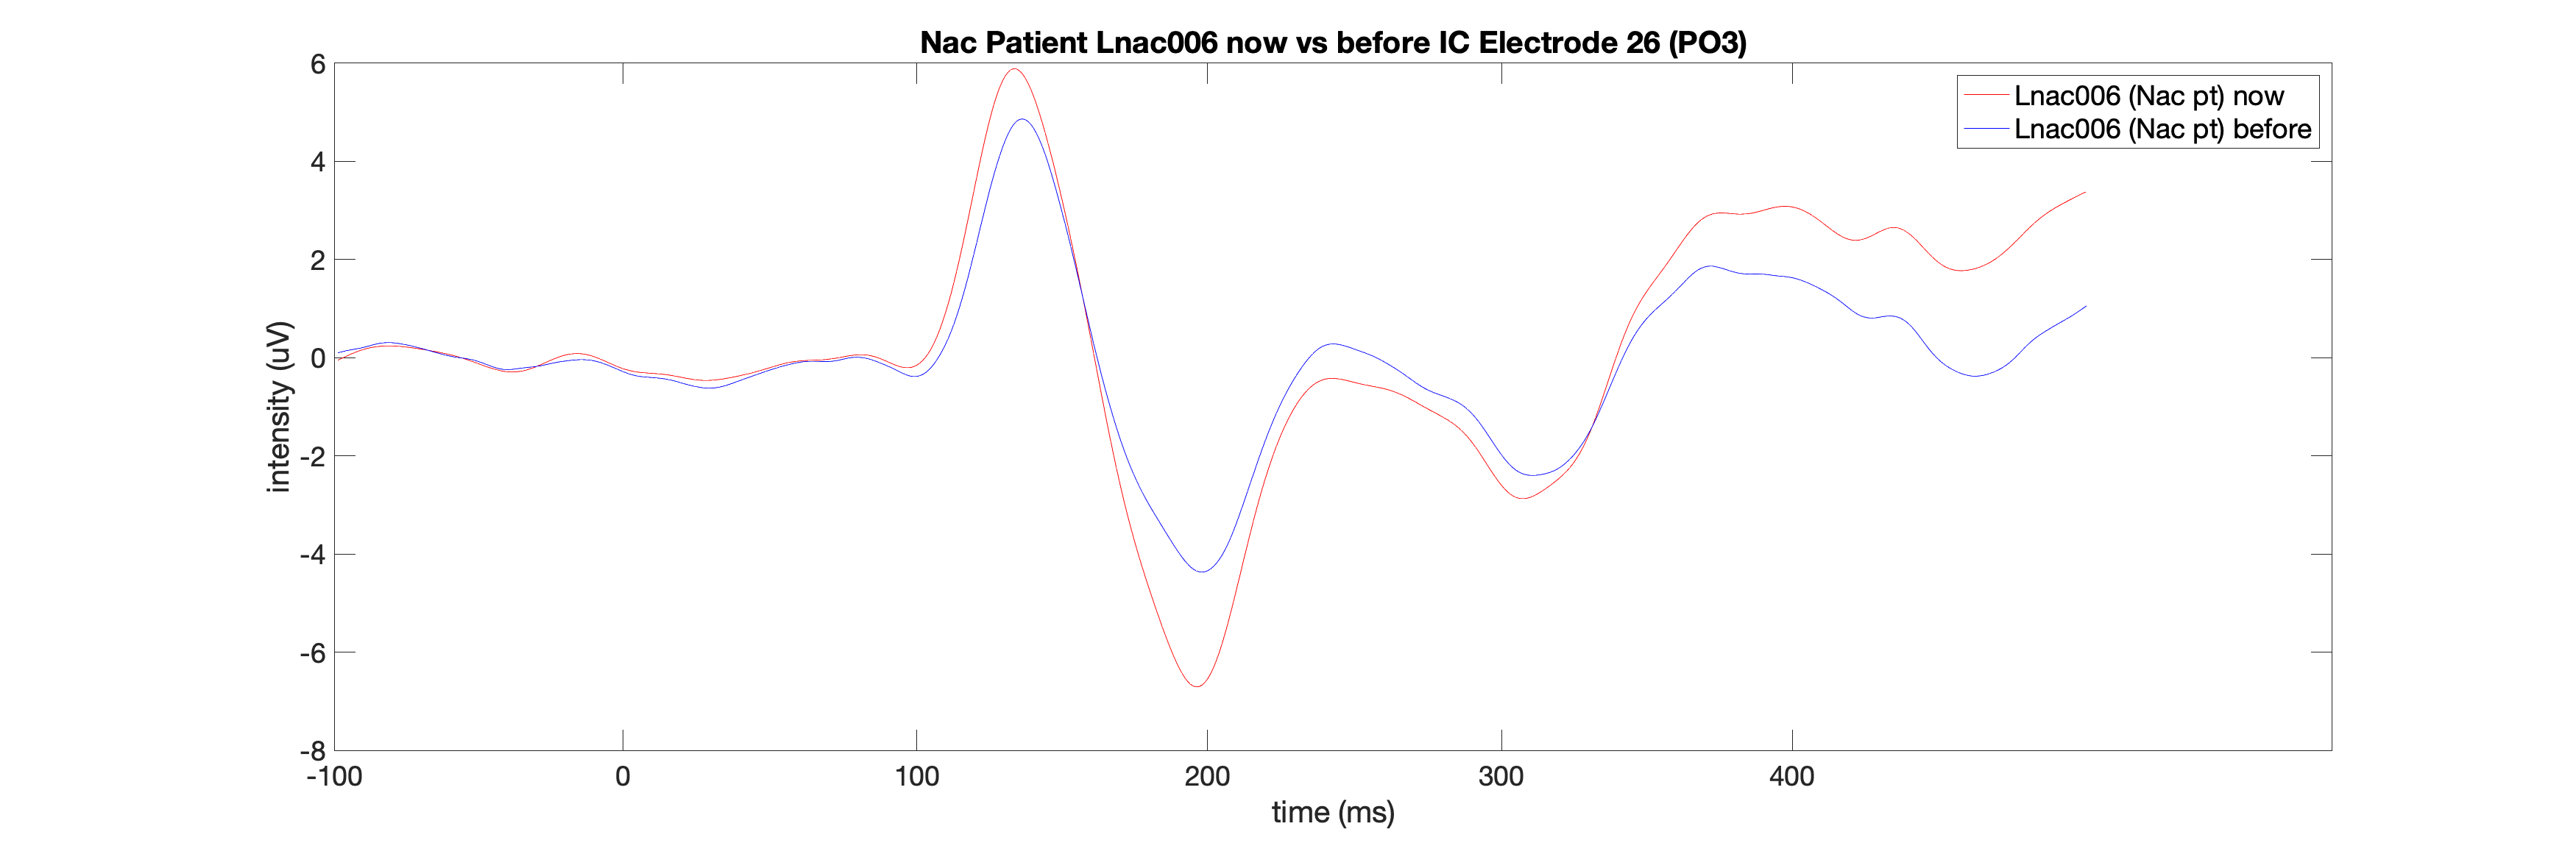 Nac Patient Lnac006 now vs before IC Electrode 26 (PO3)
Lnac006 (Nac pt) now
Lnac006 (Nac pt) before
intensity (uV)
6
4
2
0
-2
-4
-6
-8
-100 0 100 200 300 400
time (ms)